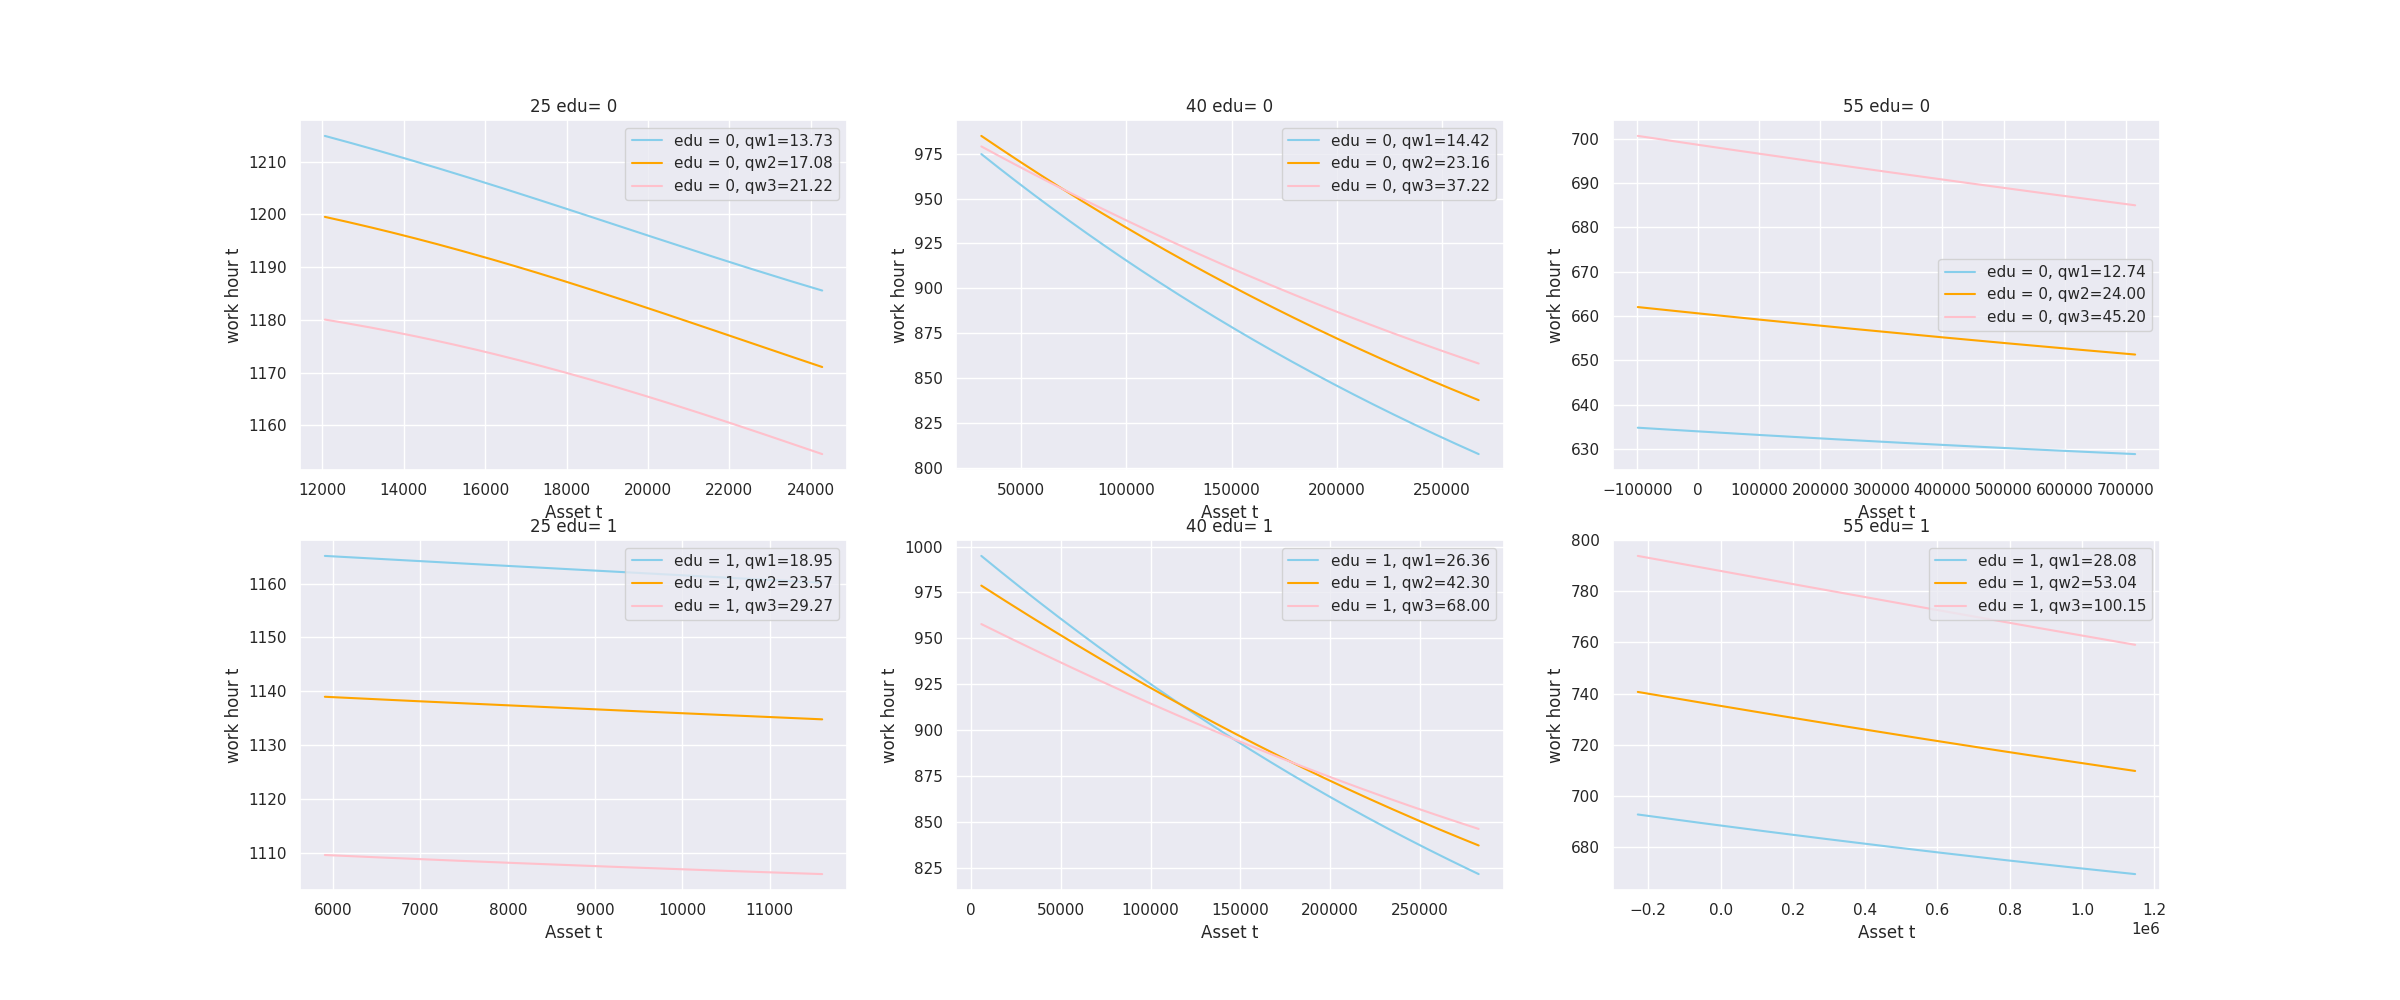 25 edu= 0
edu = 0, qw1=13.73
edu = 0, qw2=17.08
edu = 0, qw3=21.22
1210
1200
1190
1180
1170
1160
work hour t
12000 14000 16000 18000 20000 22000 24000
Asset t
40 edu= 0
edu = 0, qw1=14.42
edu = 0, qw2=23.16
edu = 0, qw3=37.22
975
950
925
900
875
850
825
800
work hour t
50000 100000 150000 200000 250000
Asset t
55 edu= 0
edu = 0, qw1=12.74
edu = 0, qw2=24.00
edu = 0, qw3=45.20
700
690
680
670
660
650
640
630
work hour t
−100000 0 100000 200000 300000 400000 500000 600000 700000
Asset t
25 edu= 1
edu = 1, qw1=18.95
edu = 1, qw2=23.57
edu = 1, qw3=29.27
1160
1150
1140
1130
1120
1110
work hour t
6000 7000 8000 9000 10000 11000
Asset t
40 edu= 1
edu = 1, qw1=26.36
edu = 1, qw2=42.30
edu = 1, qw3=68.00
1000
975
950
925
900
875
850
825
work hour t
0 50000 100000 150000 200000 250000
Asset t
55 edu= 1
edu = 1, qw1=28.08
edu = 1, qw2=53.04
edu = 1, qw3=100.15
800
780
760
740
720
700
680
work hour t
−0.2 0.0 0.2 0.4 0.6 0.8 1.0 1.2
1e6
Asset t